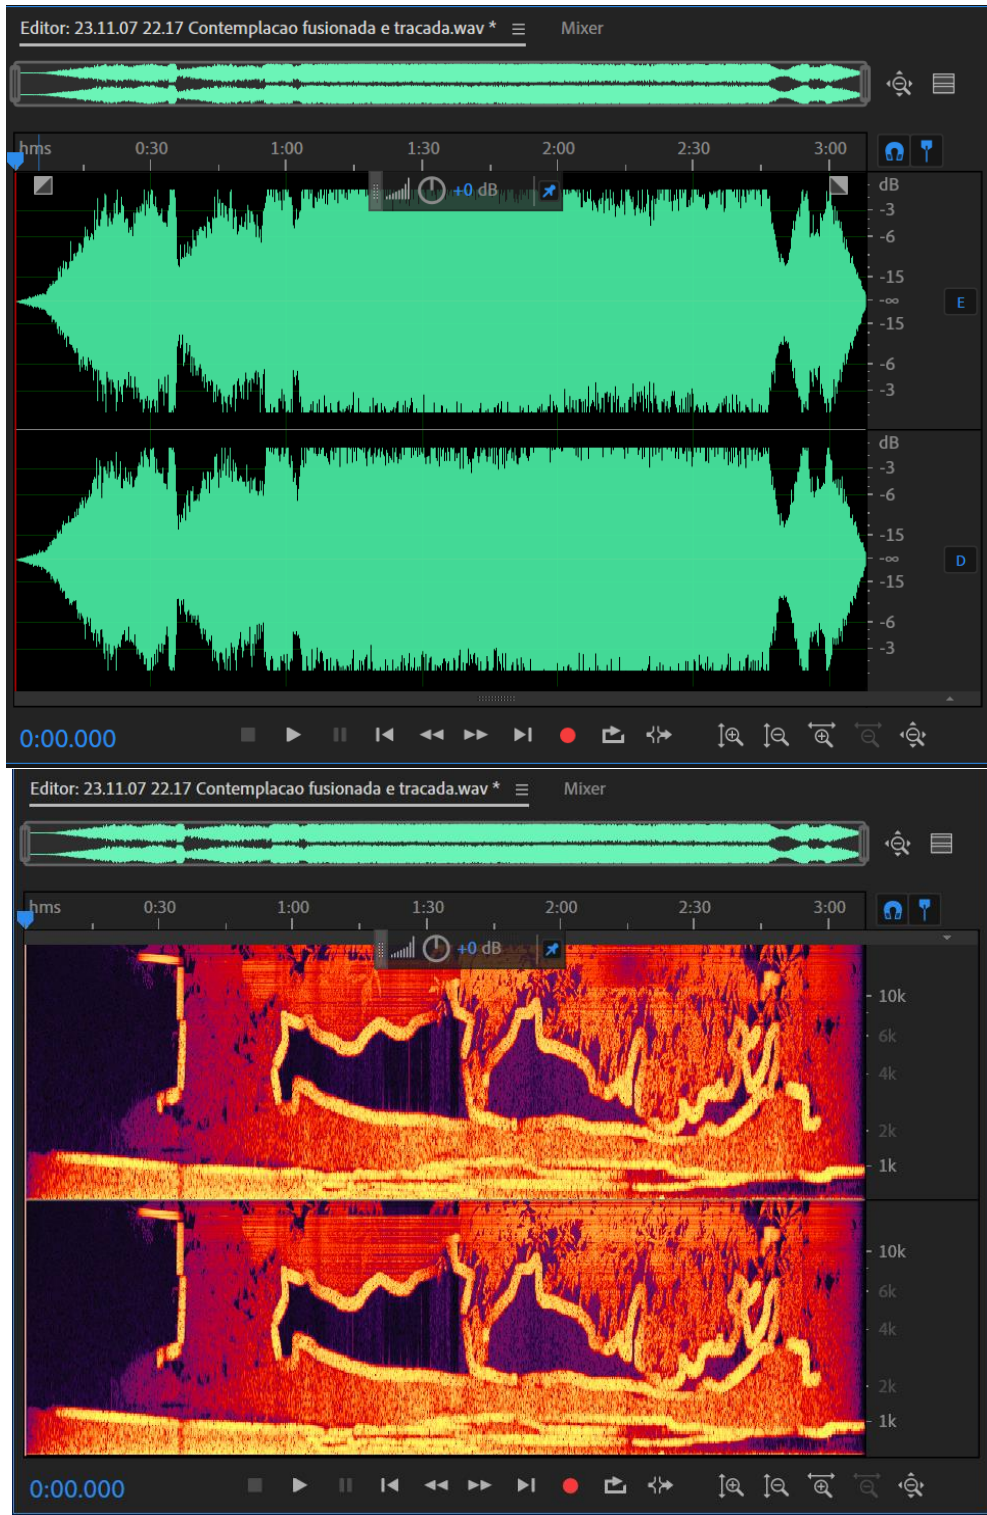 Editor: 23.11.07 22.17 Contemplacao fusionada e tracada.wav * Mixer
hms 0:30 1:00 1:30 2:00 2:30 3:00
+0 dB
dB
-3
-6
-15
-∞
-15
-6
-3
E
dB
-3
-6
-15
-∞
-15
-6
-3
D
0:00.000
Editor: 23.11.07 22.17 Contemplacao fusionada e tracada.wav * Mixer
hms 0:30 1:00 1:30 2:00 2:30 3:00
+0 dB
10k
6k
4k
2k
1k
10k
6k
4k
2k
1k
0:00.000